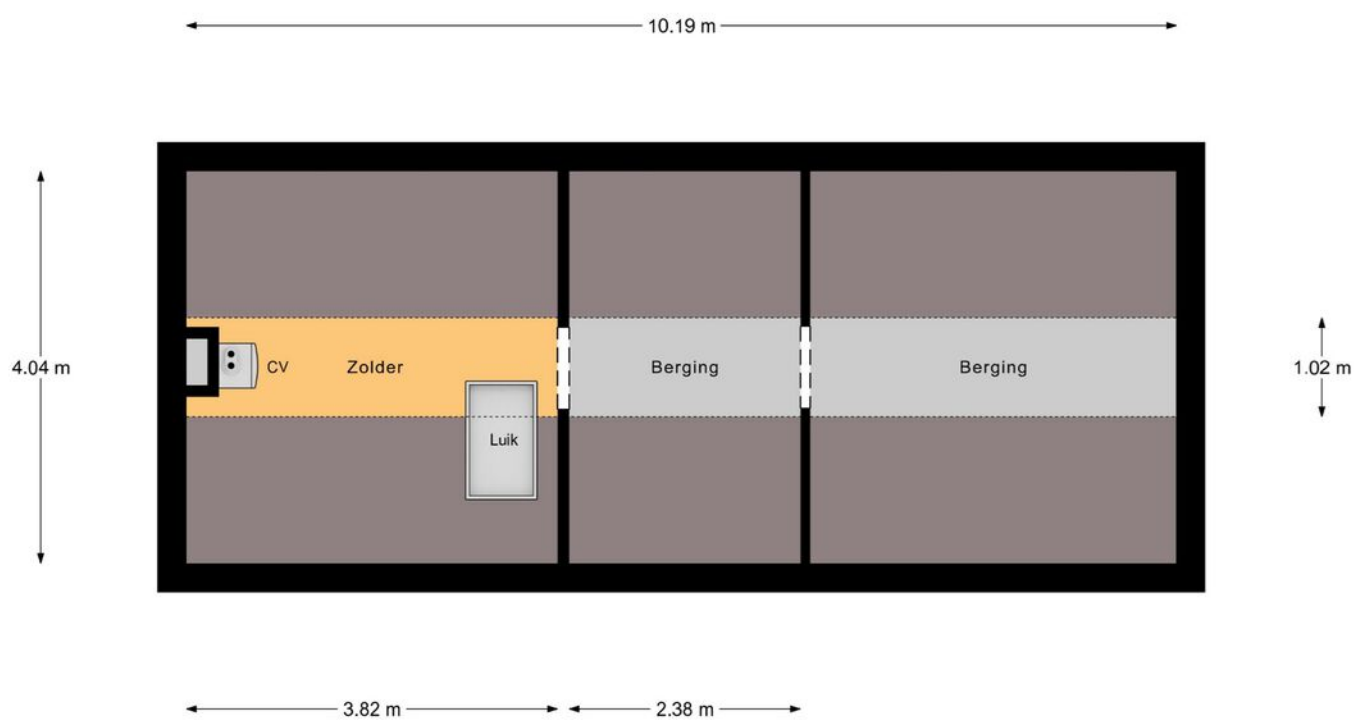 10.19 m
4.04 m
CV
Zolder
Berging
Berging
1.02 m
Luik
3.82 m
2.38 m